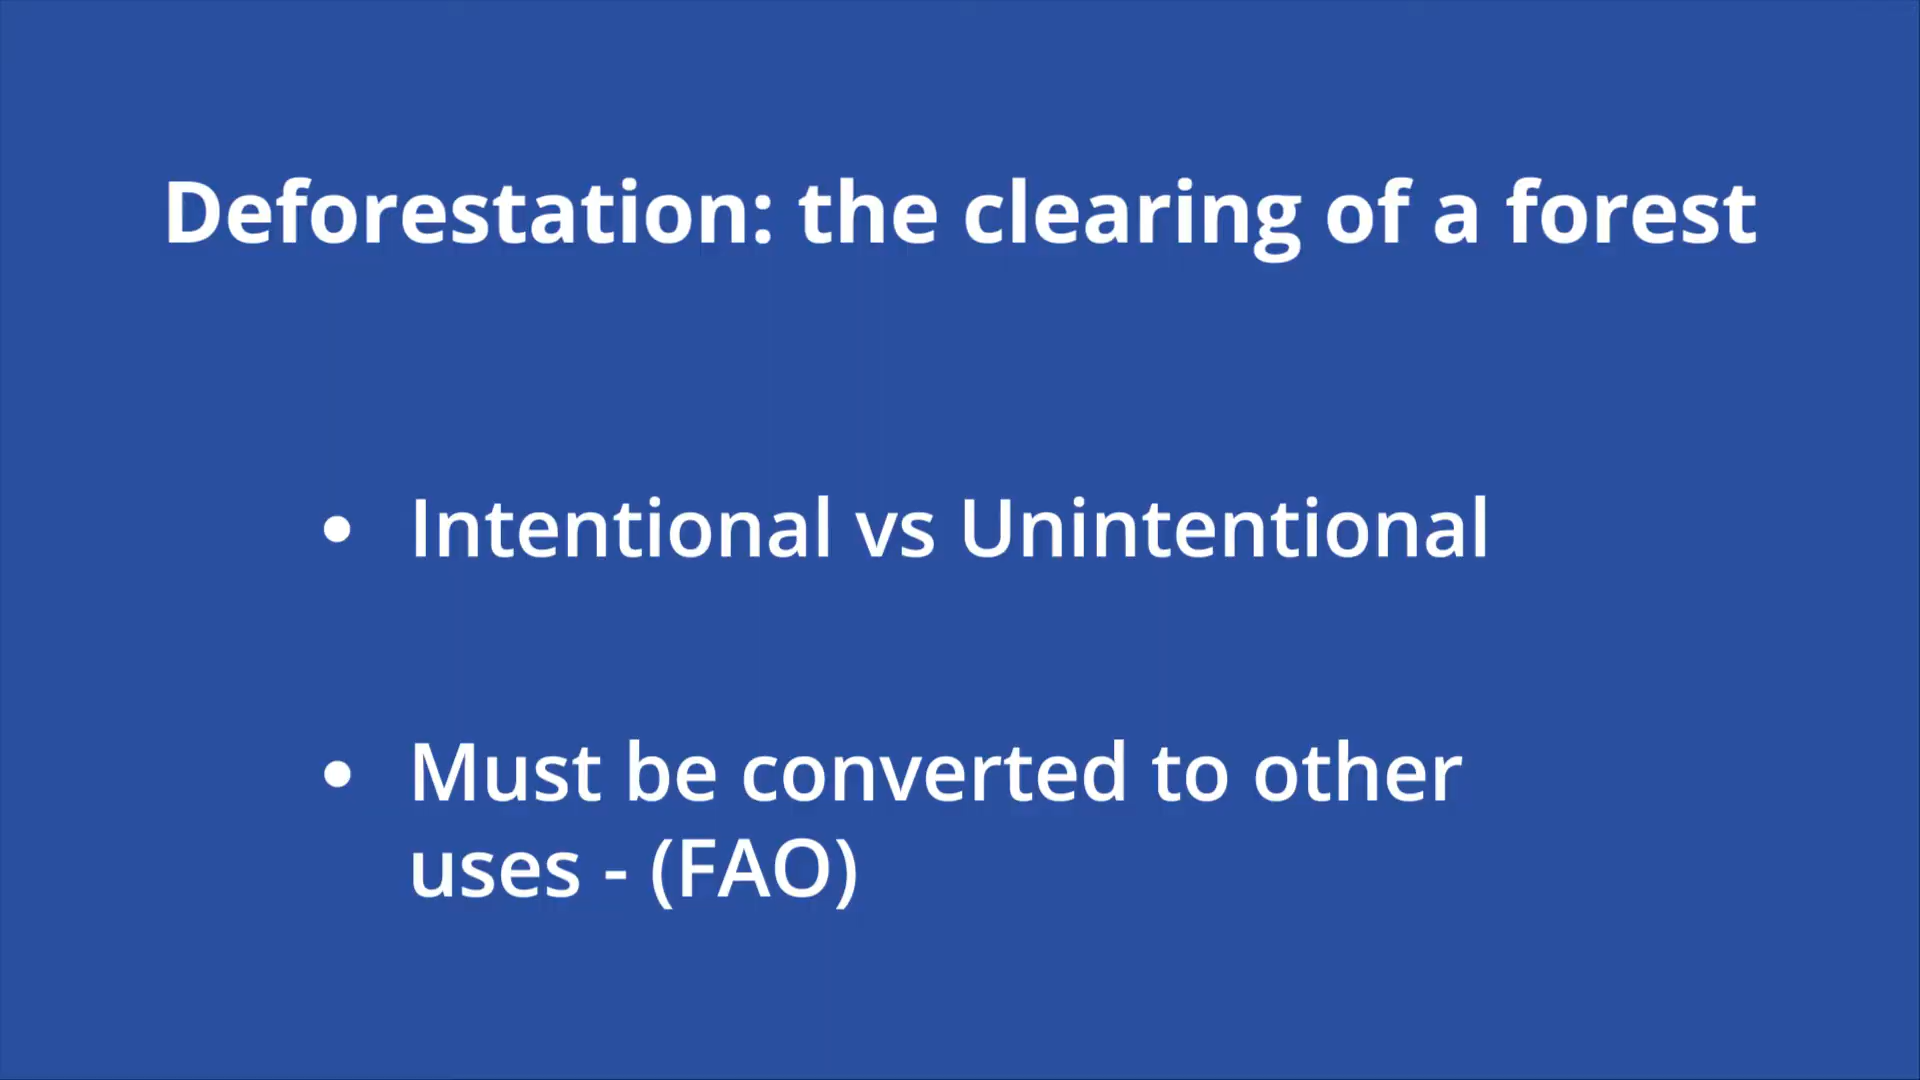 Deforestation: the clearing of a forest
• Intentional vs Unintentional
• Must be converted to other
uses - (FAO)